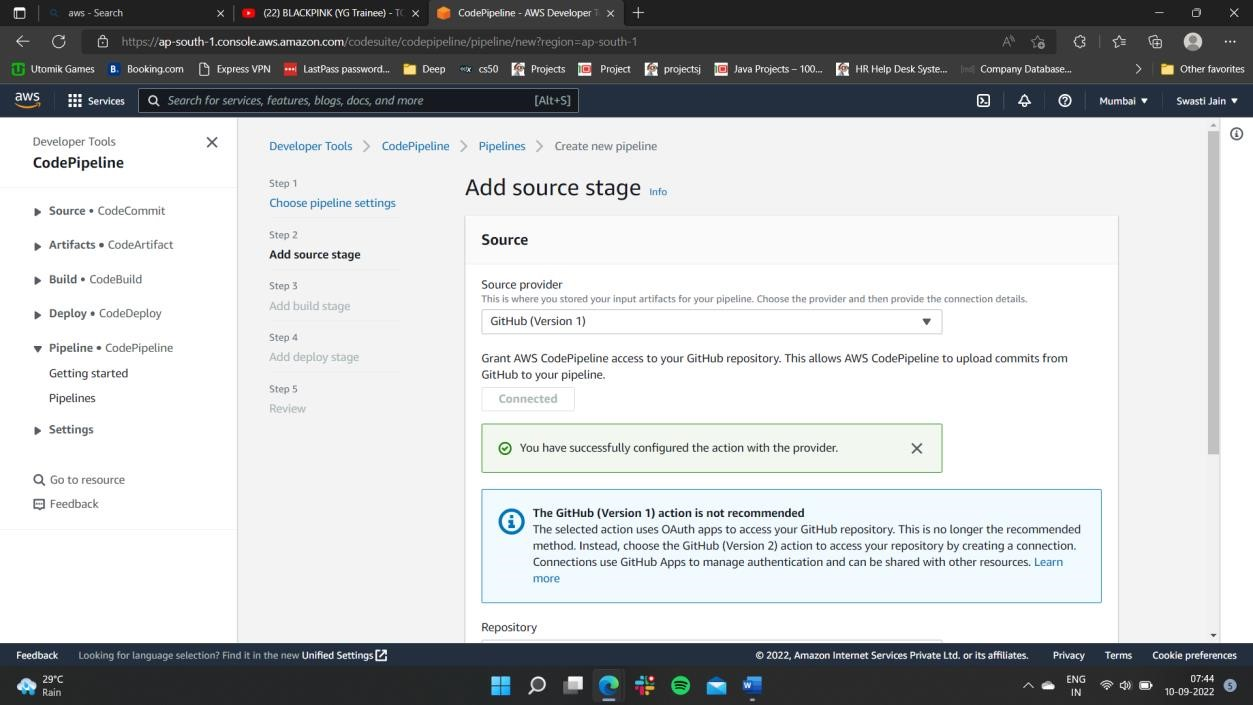 aws - Search
(22) BLACKPINK (YG Trainee) - TO
CodePipeline - AWS Developer T
https://ap-south-1.console.aws.amazon.com/codesuite/codepipeline/pipeline/new?region=ap-south-1
Utomik Games
B. Booking.com
Express VPN
LastPass password...
Deep
cs50
Projects
Project
projectsj
Java Projects – 100...
HR Help Desk Syste...
Company Database...
Other favorites
aws
Services
Search for services, features, blogs, docs, and more
[Alt+S]
Mumbai
Swasti Jain
Developer Tools
CodePipeline
Source • CodeCommit
Artifacts • CodeArtifact
Build • CodeBuild
Deploy • CodeDeploy
Pipeline • CodePipeline
Getting started
Pipelines
Settings
Go to resource
Feedback
Developer Tools
CodePipeline
Pipelines
Create new pipeline
Step 1
Choose pipeline settings
Step 2
Add source stage
Step 3
Add build stage
Step 4
Add deploy stage
Step 5
Review
Add source stage Info
Source
Source provider
This is where you stored your input artifacts for your pipeline. Choose the provider and then provide the connection details.
GitHub (Version 1)
Grant AWS CodePipeline access to your GitHub repository. This allows AWS CodePipeline to upload commits from
GitHub to your pipeline.
Connected
You have successfully configured the action with the provider.
The GitHub (Version 1) action is not recommended
The selected action uses OAuth apps to access your GitHub repository. This is no longer the recommended
method. Instead, choose the GitHub (Version 2) action to access your repository by creating a connection.
Connections use GitHub Apps to manage authentication and can be shared with other resources. Learn
more
Repository
Feedback
Looking for language selection? Find it in the new Unified Settings
© 2022, Amazon Internet Services Private Ltd. or its affiliates.
Privacy
Terms
Cookie preferences
29°C
Rain
ENG
IN
07:44
10-09-2022
5